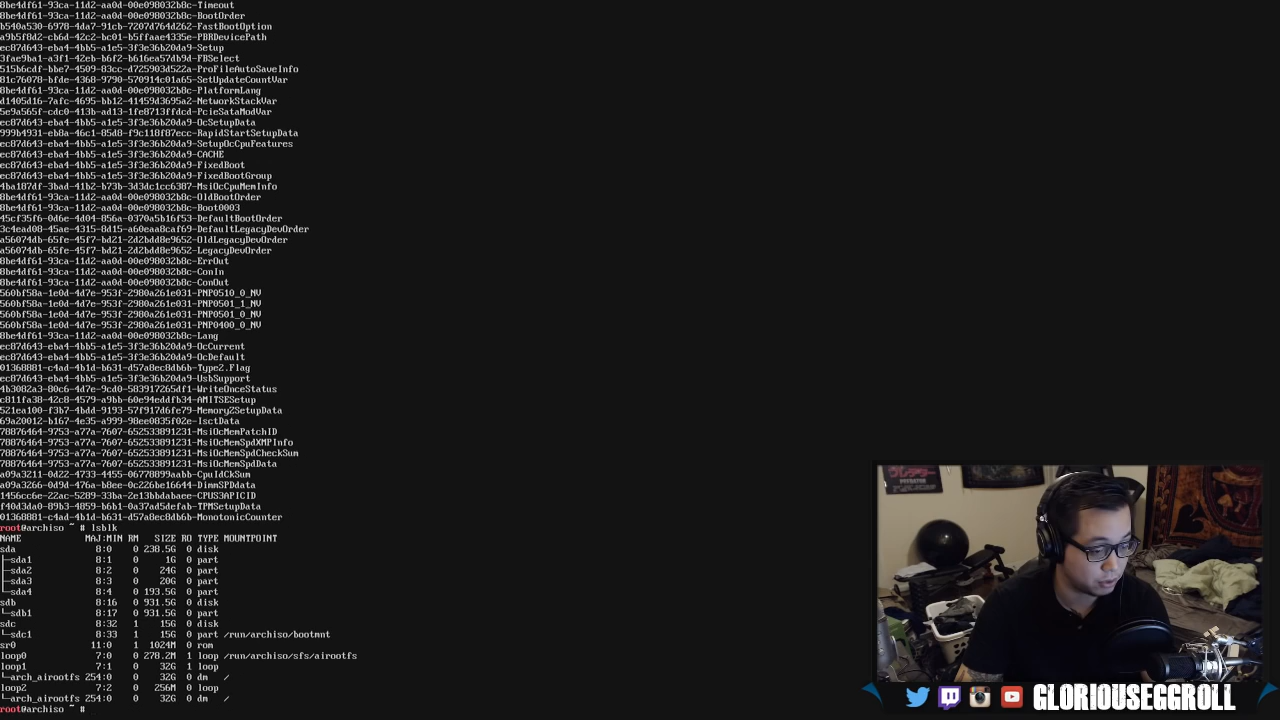 8be4df61-93ca-11d2-aa0d-00e098032b8c-Timeout
8be4df61-93ca-11d2-aa0d-00e098032b8c-BootOrder
b540a530-6978-4da7-91cb-7207d764d262-FastBootOption
a9b5f8d2-cb6d-42c2-bc01-b5ffaae4335e-PBRDevicePath
ec87d643-eba4-4bb5-a1e5-3f3e36b20da9-Setup
3fae9ba1-a3f1-42eb-b6f2-b616ea57db9d-FBSelect
515b6cdf-bbe7-4509-83cc-d725903d522a-ProFileAutoSaveInfo
81c76078-bfde-4368-9790-570914c01a65-SetUpdateCountVar
8be4df61-93ca-11d2-aa0d-00e098032b8c-PlatformLang
d1405d16-7afc-4695-bb12-41459d3695a2-NetworkStackVar
5e9a565f-cdc0-413b-ad13-1fe8713ffdcd-PcieSataModVar
ec87d643-eba4-4bb5-a1e5-3f3e36b20da9-OcSetupData
999b4931-eb8a-46c1-85d8-f9c118f87ecc-RapidStartSetupData
ec87d643-eba4-4bb5-a1e5-3f3e36b20da9-SetupOcCpuFeatures
ec87d643-eba4-4bb5-a1e5-3f3e36b20da9-CACHE
ec87d643-eba4-4bb5-a1e5-3f3e36b20da9-FixedBoot
ec87d643-eba4-4bb5-a1e5-3f3e36b20da9-FixedBootGroup
4ba187df-3bad-41b2-b73b-3d3dc1cc6387-MsiOcCpuMemInfo
8be4df61-93ca-11d2-aa0d-00e098032b8c-OldBootOrder
8be4df61-93ca-11d2-aa0d-00e098032b8c-Boot0003
45cf35f6-0d6e-4d04-856a-0370a5b16f53-DefaultBootOrder
3c4ead08-45ae-4315-8d15-a60eaa8caf69-DefaultLegacyDevOrder
a56074db-65fe-45f7-bd21-2d2bdd8e9652-OldLegacyDevOrder
a56074db-65fe-45f7-bd21-2d2bdd8e9652-LegacyDevOrder
8be4df61-93ca-11d2-aa0d-00e098032b8c-ErrOut
8be4df61-93ca-11d2-aa0d-00e098032b8c-ConIn
8be4df61-93ca-11d2-aa0d-00e098032b8c-ConOut
560bf58a-1e0d-4d7e-953f-2980a261e031-PNP0510_0_NV
560bf58a-1e0d-4d7e-953f-2980a261e031-PNP0501_1_NV
560bf58a-1e0d-4d7e-953f-2980a261e031-PNP0501_0_NV
560bf58a-1e0d-4d7e-953f-2980a261e031-PNP0400_0_NV
8be4df61-93ca-11d2-aa0d-00e098032b8c-Lang
ec87d643-eba4-4bb5-a1e5-3f3e36b20da9-OcCurrent
ec87d643-eba4-4bb5-a1e5-3f3e36b20da9-OcDefault
01368881-c4ad-4b1d-b631-d57a8ec8db6b-Type2.Flag
ec87d643-eba4-4bb5-a1e5-3f3e36b20da9-UsbSupport
4b3082a3-80c6-4d7e-9cd0-583917265df1-WriteOnceStatus
c811fa38-42c8-4579-a9bb-60e94eddfb34-AMITSESetup
521ea100-f3b7-4bdd-9193-57f917d6fe79-Memory2SetupData
69a20012-b167-4e35-a999-98ee0835f02e-IsctData
78876464-9753-a77a-7607-652533891231-MsiOcMemPatchID
78876464-9753-a77a-7607-652533891231-MsiOcMemSpdXMPInfo
78876464-9753-a77a-7607-652533891231-MsiOcMemSpdCheckSum
78876464-9753-a77a-7607-652533891231-MsiOcMemSpdData
a09a3211-0d22-4733-4455-06778899aabb-CpuIdCkSum
a09a3266-0d9d-476a-b8ee-0c226be16644-DimmSPDdata
1456cc6e-22ac-5289-33ba-2e13bbdabaee-CPUS3APICID
f40d3da0-89b3-4859-b6b1-0a37ad5defab-TPMSetupData
01368881-c4ad-4b1d-b631-d57a8ec8db6b-MonotonicCounter
root@archiso ~ # lsblk
NAME MAJ:MIN RM SIZE RO TYPE MOUNTPOINT
sda 8:0 0 238.5G 0 disk
├─sda1 8:1 0 1G 0 part
├─sda2 8:2 0 24G 0 part
├─sda3 8:3 0 20G 0 part
└─sda4 8:4 0 193.5G 0 part
sdb 8:16 0 931.5G 0 disk
└─sdb1 8:17 0 931.5G 0 part
sdc 8:32 1 15G 0 disk
└─sdc1 8:33 1 15G 0 part /run/archiso/bootmnt
sr0 11:0 1 1024M 0 rom
loop0 7:0 0 278.2M 1 loop /run/archiso/sfs/airootfs
loop1 7:1 0 32G 1 loop
└─arch_airootfs 254:0 0 32G 0 dm /
loop2 7:2 0 256M 0 loop
└─arch_airootfs 254:0 0 32G 0 dm /
root@archiso ~ #
PREDATOR
GLORIOUSEGGROLL